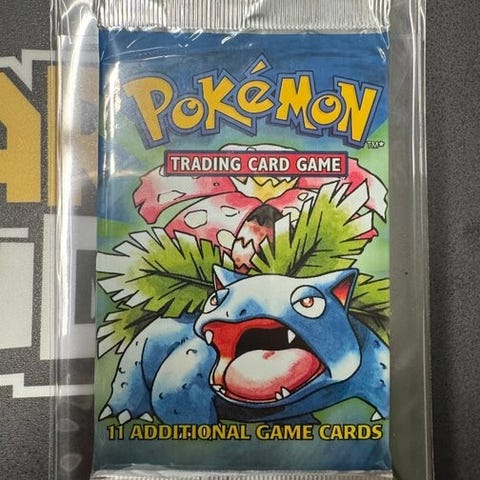 POKéMON
TM*
TRADING CARD GAME
11 ADDITIONAL GAME CARDS